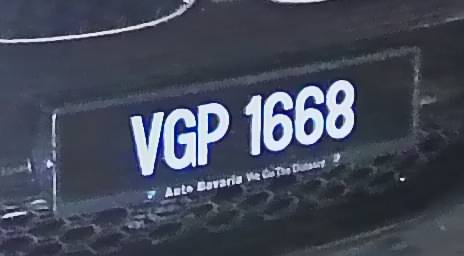 VGP 1668
Auto Bavaria We Go The Distance